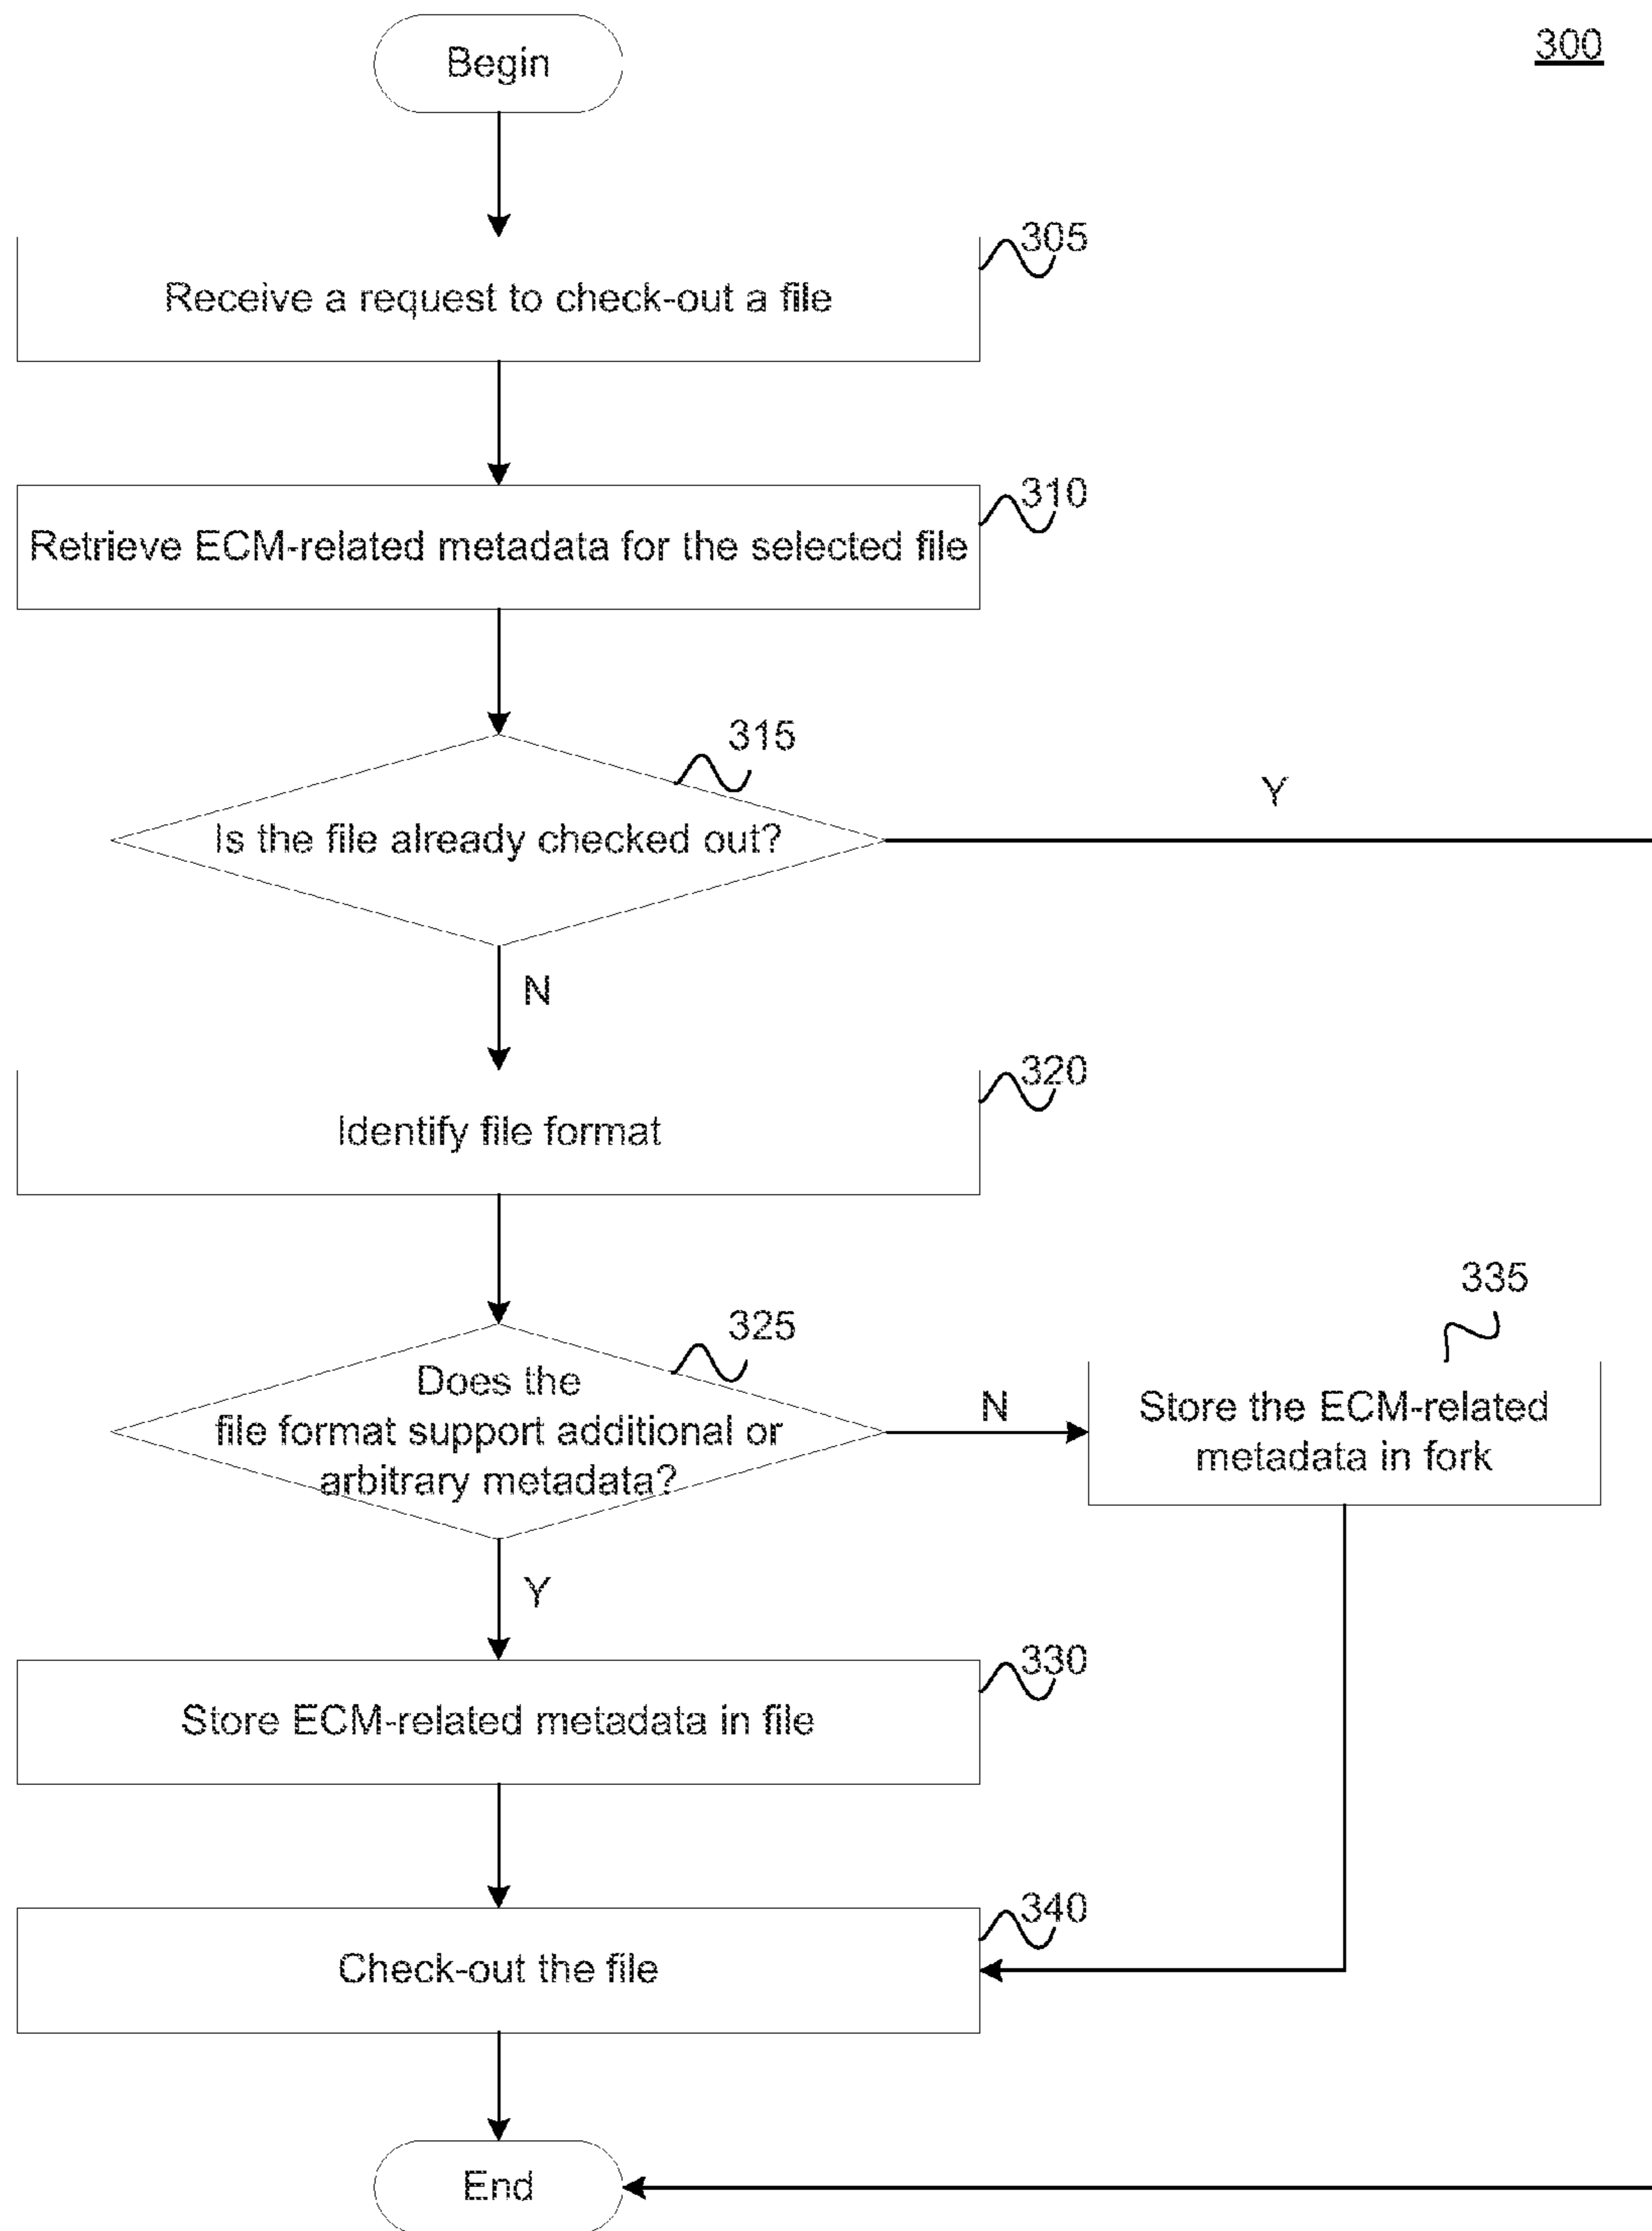 Begin
300
305
Receive a request to check-out a file
310
Retrieve ECM-related metadata for the selected file
315
Is the file already checked out?
Y
N
320
Identify file format
325
Does the
file format support additional or
arbitrary metadata?
N
335
Store the ECM-related
metadata in fork
Y
330
Store ECM-related metadata in file
340
Check-out the file
End